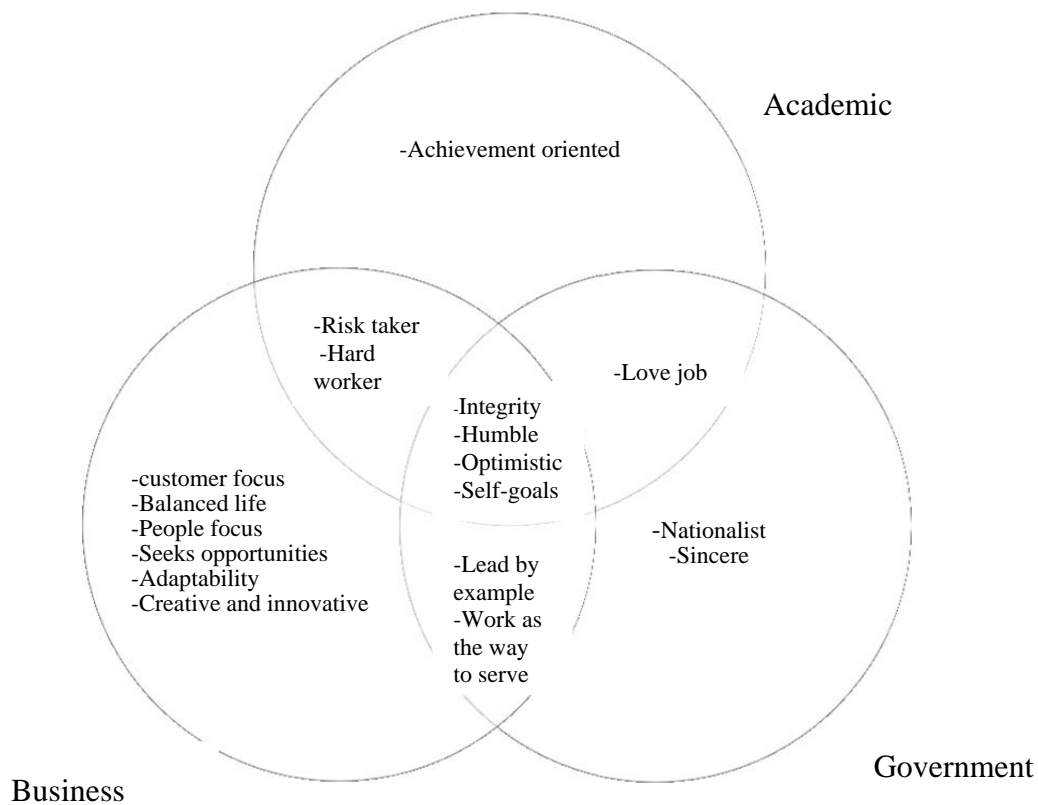 Academic
-Achievement oriented
-Risk taker
-Hard
worker
-Love job
-Integrity
-Humble
-Optimistic
-Self-goals
-customer focus
-Balanced life
-People focus
-Seeks opportunities
-Adaptability
-Creative and innovative
-Nationalist
-Sincere
-Lead by
example
-Work as
the way
to serve
Government
Business